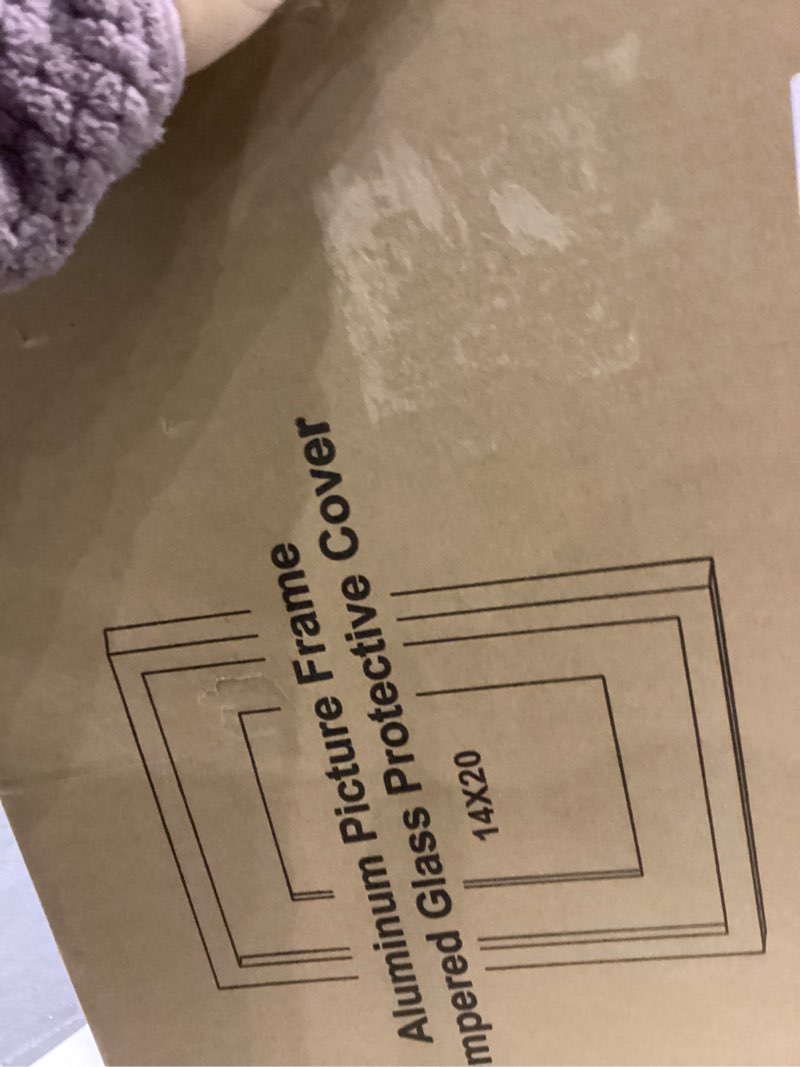 Aluminum Picture Frame
mpered Glass Protective Cover
14X20